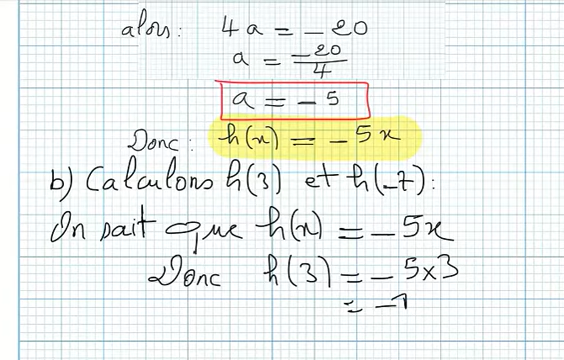 alors: 4a = -20
a = -20/4
a = -5
Donc: h(x) = -5x
b) Calculons h(3) et h(-7):
On sait que h(x) = -5x
Donc h(3) = -5×3
= -1